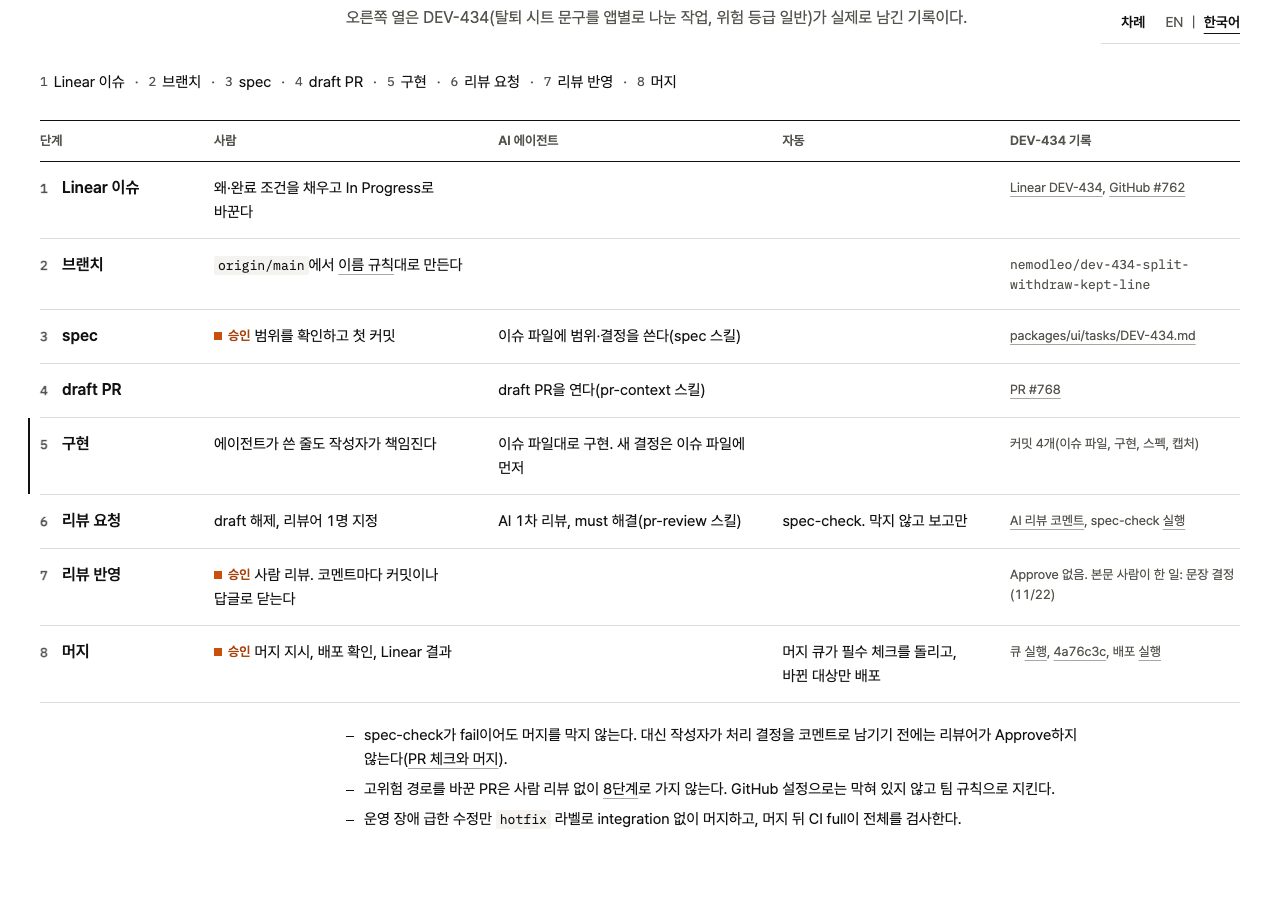 오른쪽 열은 DEV-434(탈퇴 시트 문구를 앱별로 나눈 작업, 위험 등급 일반)가 실제로 남긴 기록이다.
차례 EN | 한국어
1 Linear 이슈 · 2 브랜치 · 3 spec · 4 draft PR · 5 구현 · 6 리뷰 요청 · 7 리뷰 반영 · 8 머지
단계 사람 AI 에이전트 자동 DEV-434 기록
1 Linear 이슈 왜·완료 조건을 채우고 In Progress로 Linear DEV-434, GitHub #762
바꾼다
2 브랜치 origin/main 에서 이름 규칙대로 만든다 nemodleo/dev-434-split-
withdraw-kept-line
3 spec ■ 승인 범위를 확인하고 첫 커밋 이슈 파일에 범위·결정을 쓴다(spec 스킬) packages/ui/tasks/DEV-434.md
4 draft PR draft PR을 연다(pr-context 스킬) PR #768
5 구현 에이전트가 쓴 줄도 작성자가 책임진다 이슈 파일대로 구현. 새 결정은 이슈 파일에 커밋 4개(이슈 파일, 구현, 스펙, 캡처)
먼저
6 리뷰 요청 draft 해제, 리뷰어 1명 지정 AI 1차 리뷰, must 해결(pr-review 스킬) spec-check. 막지 않고 보고만 AI 리뷰 코멘트, spec-check 실행
7 리뷰 반영 ■ 승인 사람 리뷰. 코멘트마다 커밋이나 Approve 없음. 본문 사람이 한 일: 문장 결정
답글로 닫는다 (11/22)
8 머지 ■ 승인 머지 지시, 배포 확인, Linear 결과 머지 큐가 필수 체크를 돌리고, 큐 실행, 4a76c3c, 배포 실행
바뀐 대상만 배포
– spec-check가 fail이어도 머지를 막지 않는다. 대신 작성자가 처리 결정을 코멘트로 남기기 전에는 리뷰어가 Approve하지
않는다(PR 체크와 머지).
– 고위험 경로를 바꾼 PR은 사람 리뷰 없이 8단계로 가지 않는다. GitHub 설정으로는 막혀 있지 않고 팀 규칙으로 지킨다.
– 운영 장애 급한 수정만 hotfix 라벨로 integration 없이 머지하고, 머지 뒤 CI full이 전체를 검사한다.